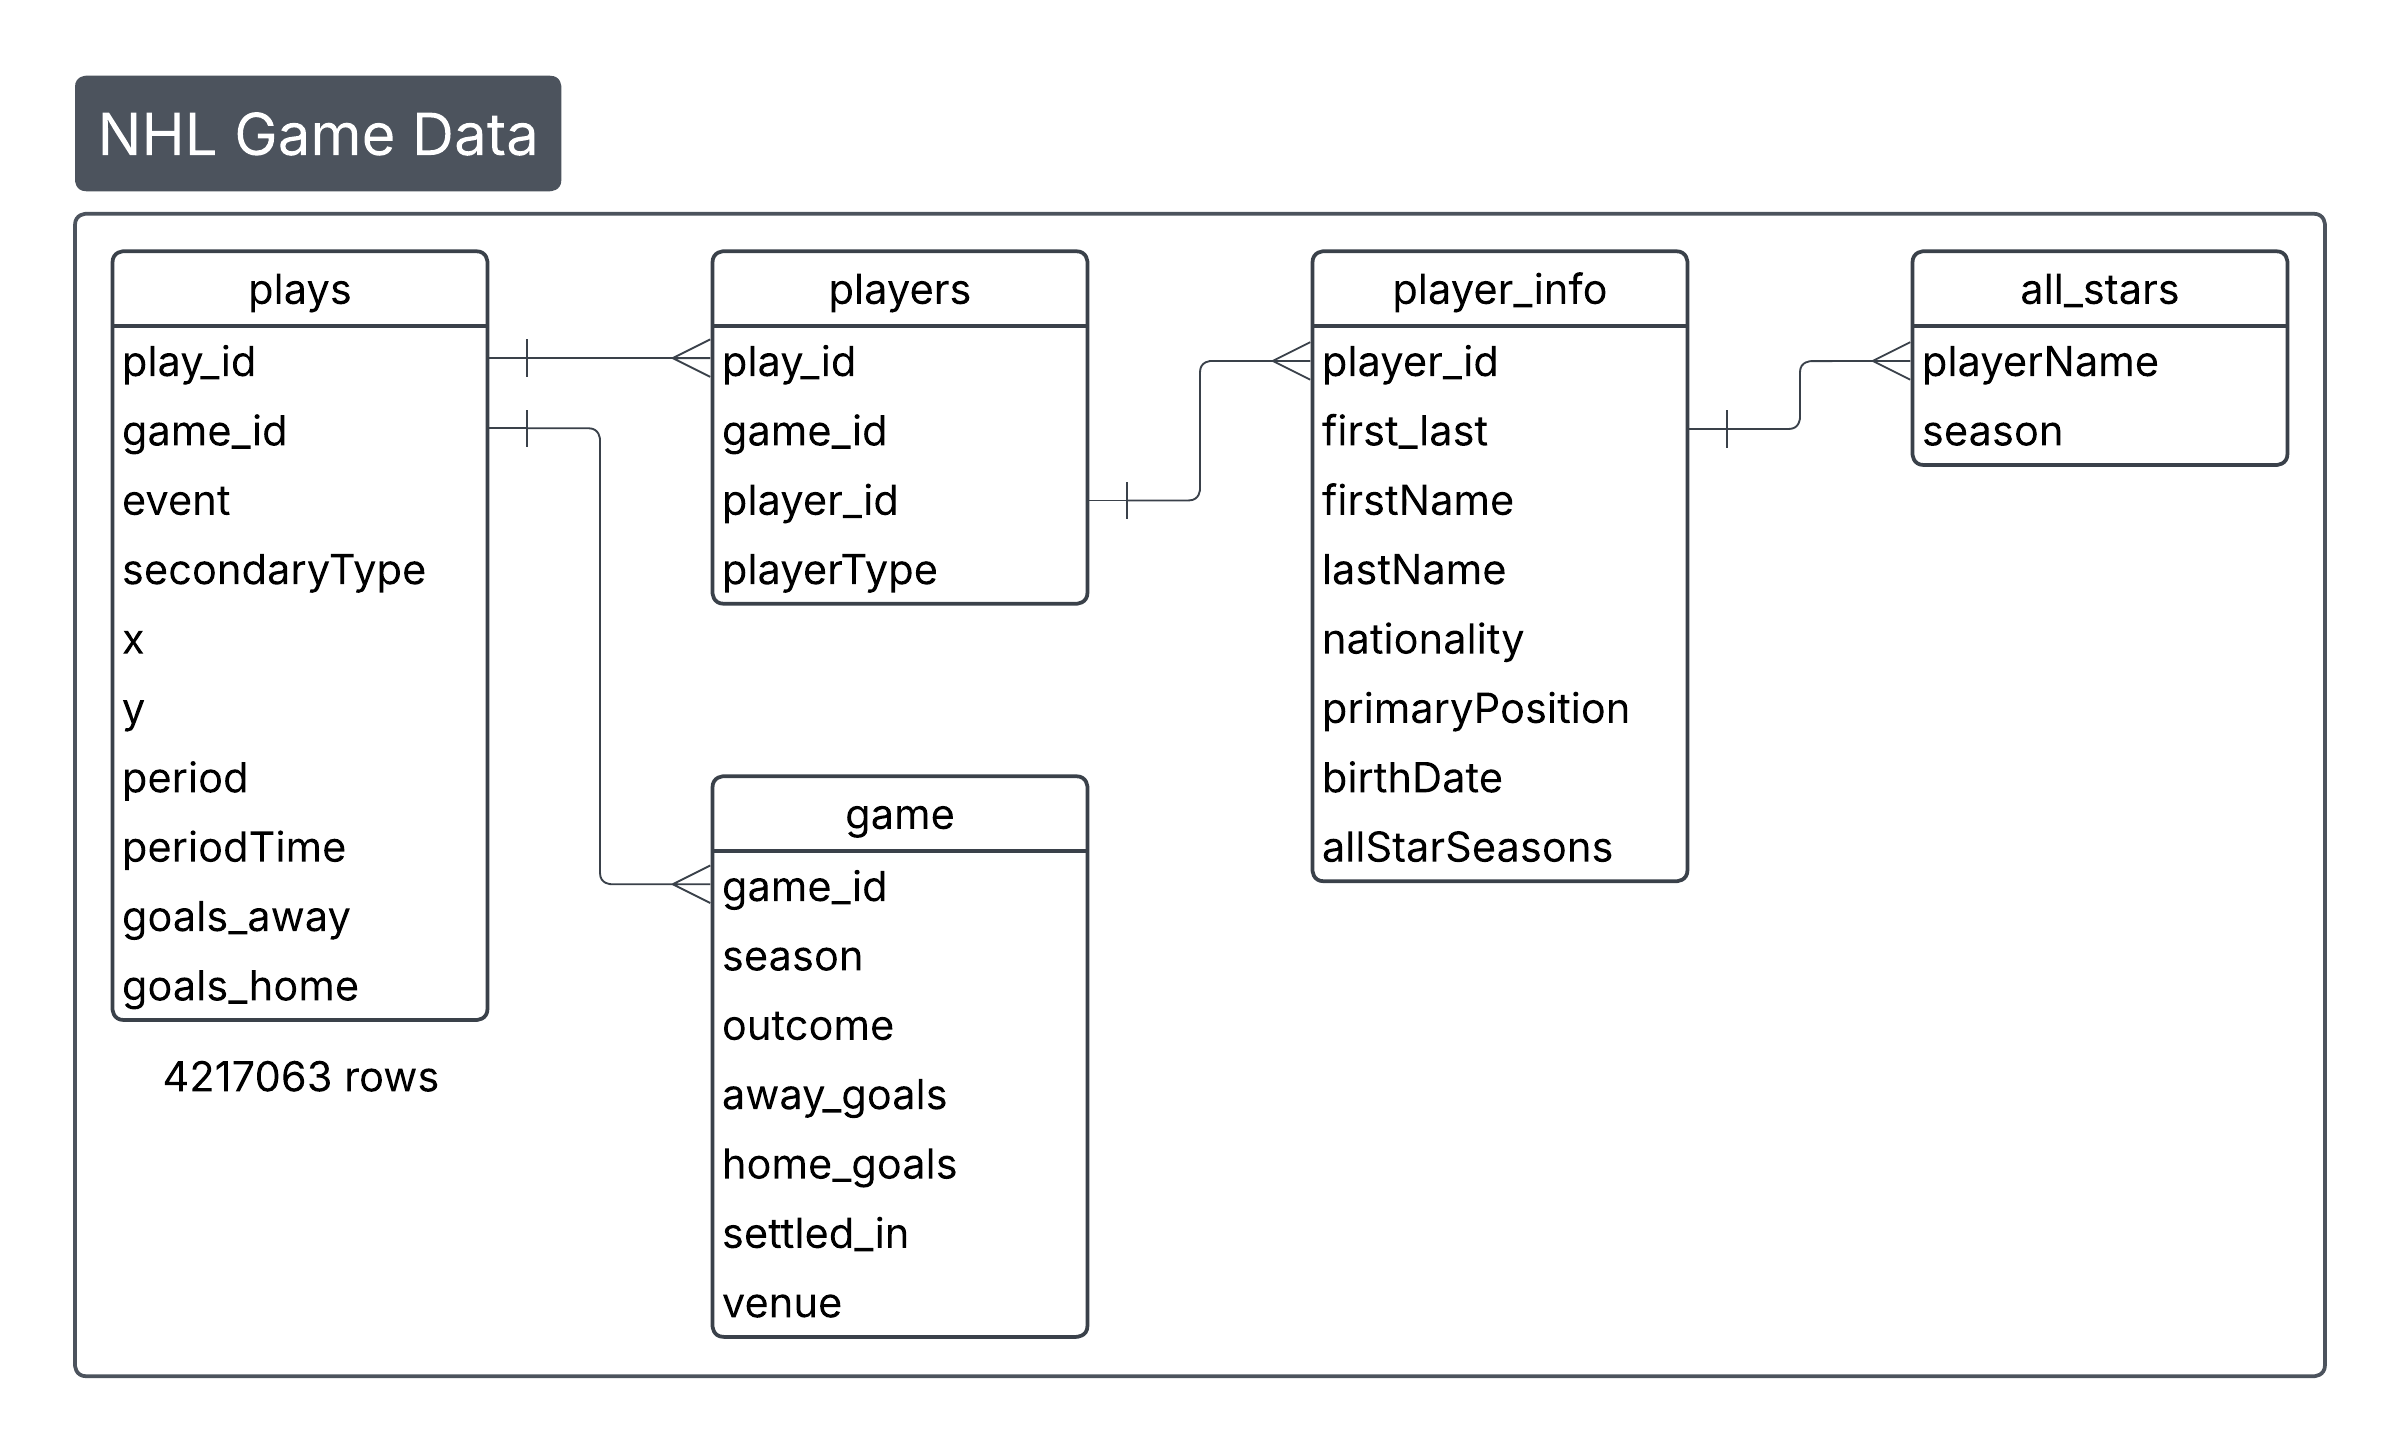 NHL Game Data
plays
play_id
game_id
event
secondaryType
x
y
period
periodTime
goals_away
goals_home
4217063 rows
players
play_id
game_id
player_id
playerType
game
game_id
season
outcome
away_goals
home_goals
settled_in
venue
player_info
player_id
first_last
firstName
lastName
nationality
primaryPosition
birthDate
allStarSeasons
all_stars
playerName
season